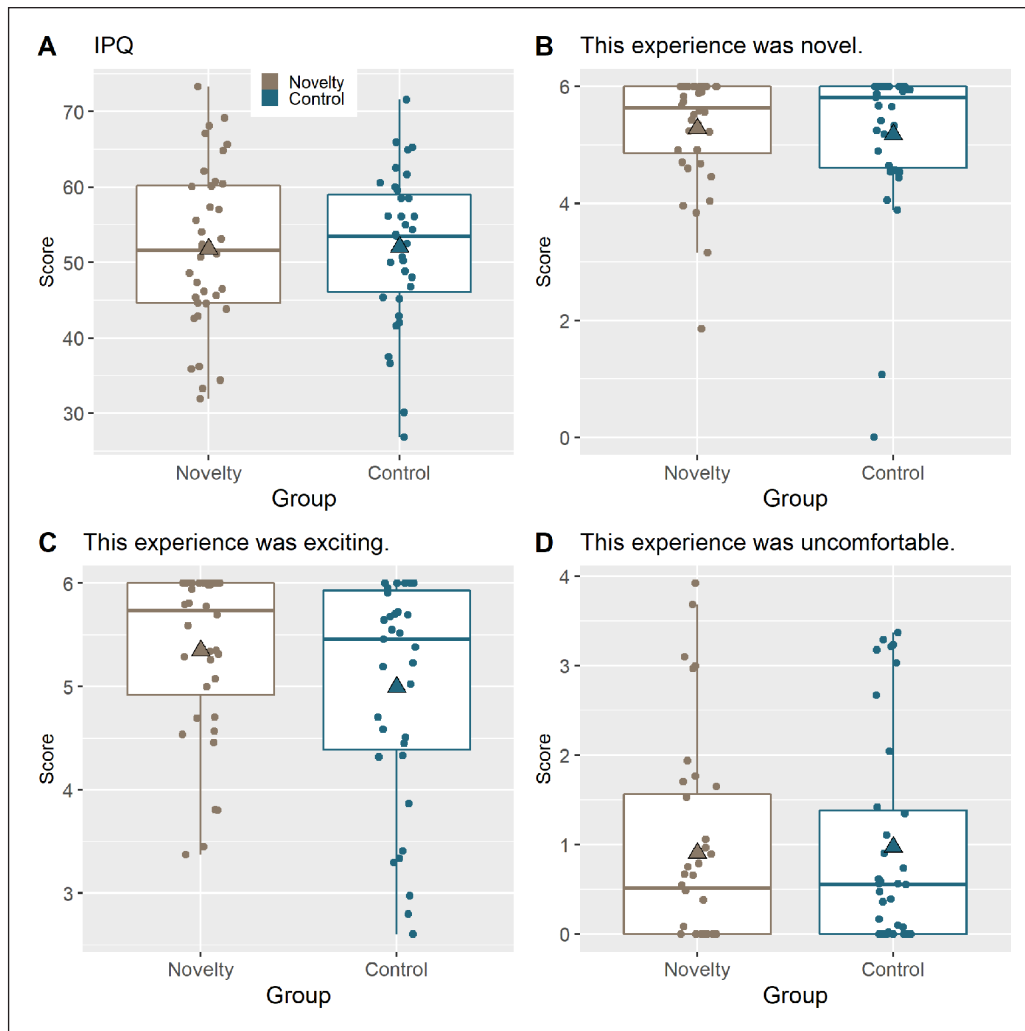 A IPQ
Novelty
Control
70
60
50
40
30
Score
Novelty Control
Group
B This experience was novel.
6
4
2
0
Score
Novelty Control
Group
C This experience was exciting.
6
5
4
3
Score
Novelty Control
Group
D This experience was uncomfortable.
4
3
2
1
0
Score
Novelty Control
Group